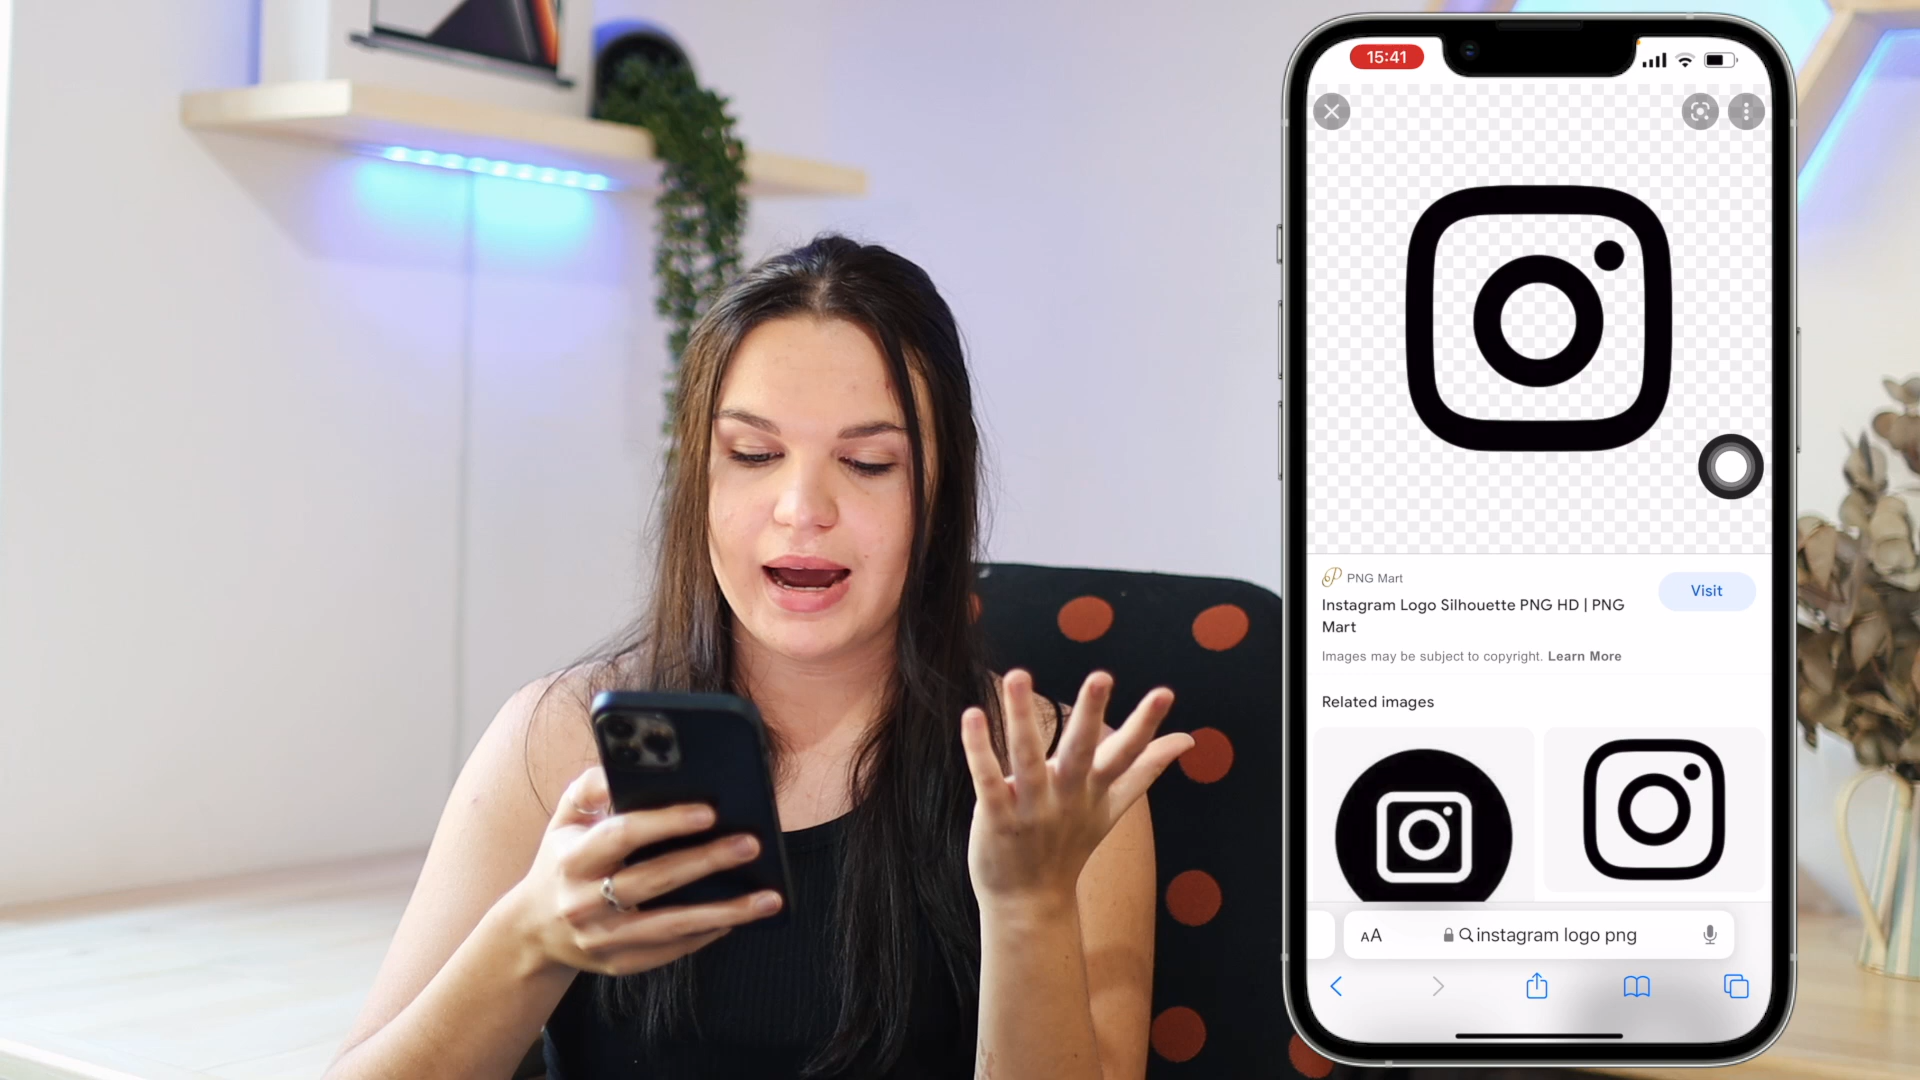 15:41
PNG Mart
Instagram Logo Silhouette PNG HD | PNG
Mart
Visit
Images may be subject to copyright. Learn More
Related images
AA
instagram logo png